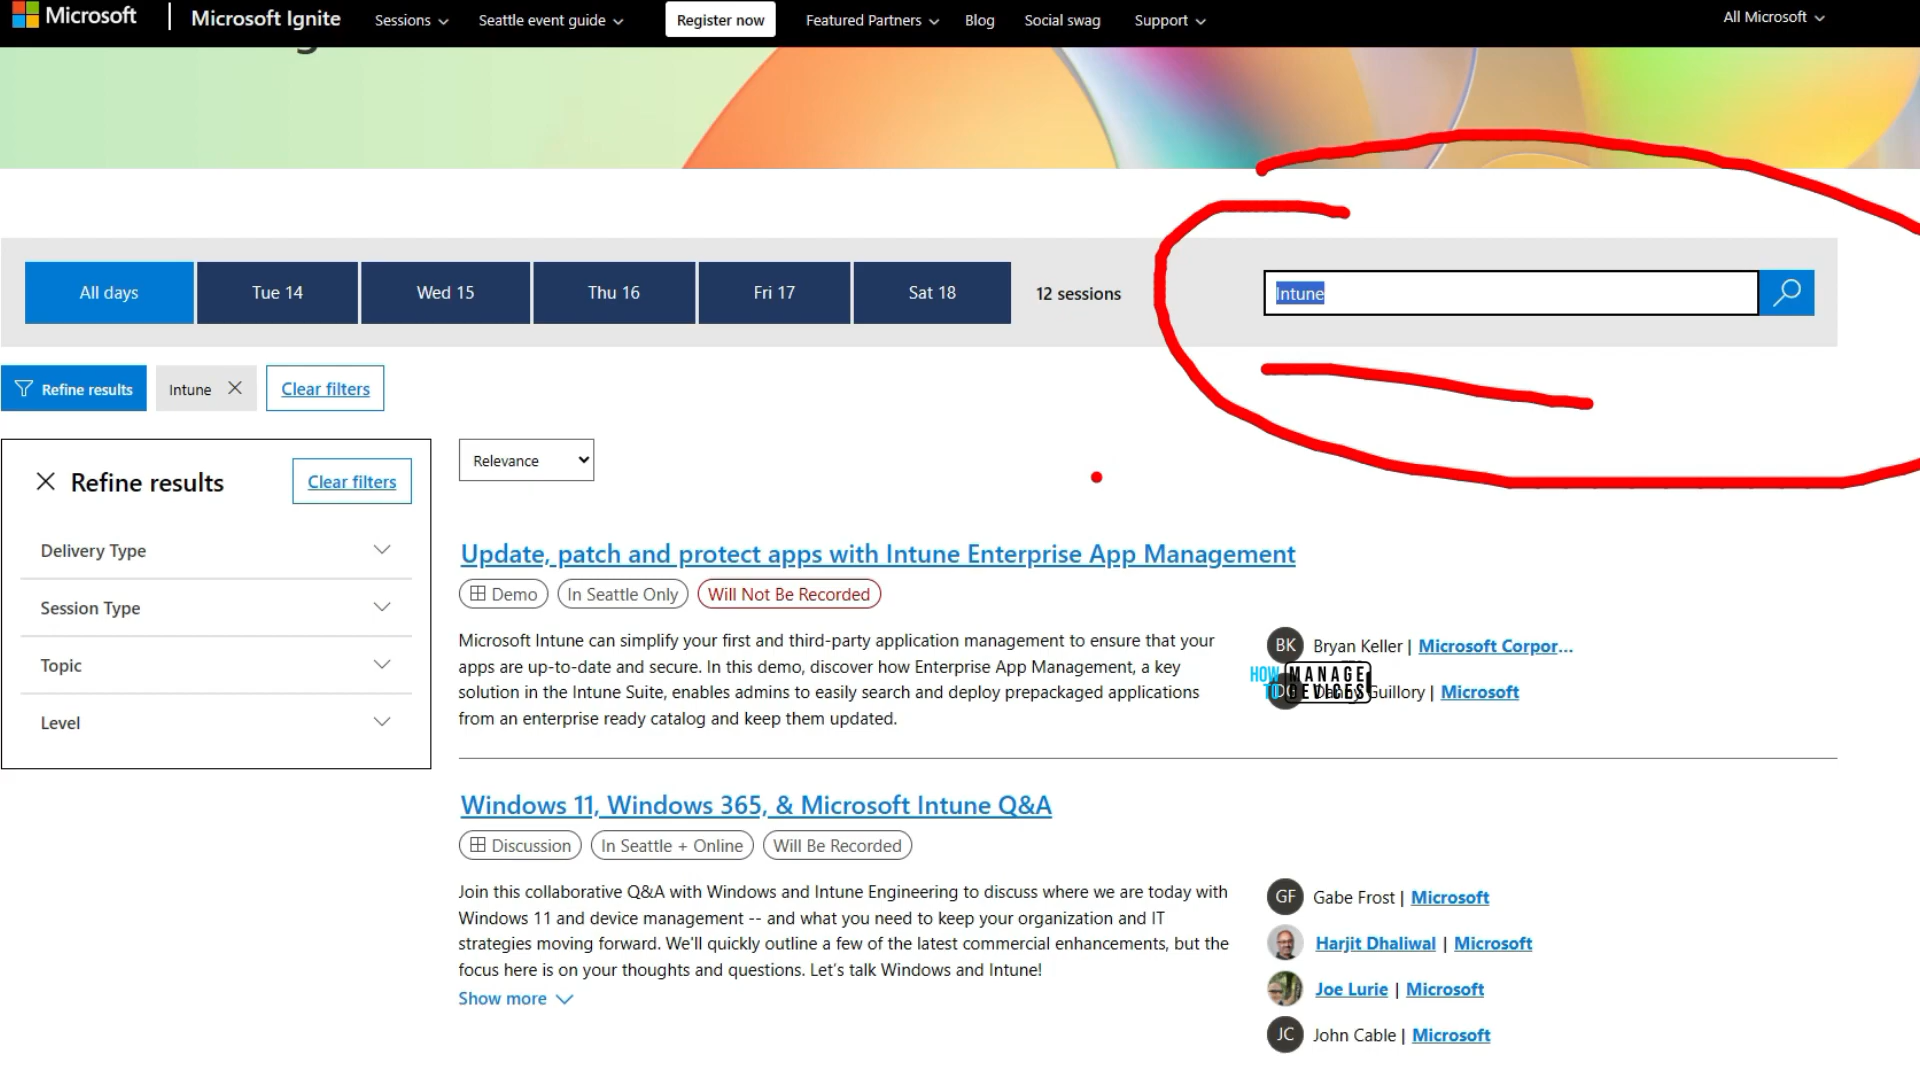 Microsoft | Microsoft Ignite Sessions Seattle event guide Register now Featured Partners Blog Social swag Support All Microsoft
All days Tue 14 Wed 15 Thu 16 Fri 17 Sat 18 12 sessions Intune
Refine results Intune Clear filters
Refine results Clear filters
Delivery Type
Session Type
Topic
Level
Relevance
Update, patch and protect apps with Intune Enterprise App Management
Demo In Seattle Only Will Not Be Recorded
Microsoft Intune can simplify your first and third-party application management to ensure that your
apps are up-to-date and secure. In this demo, discover how Enterprise App Management, a key
solution in the Intune Suite, enables admins to easily search and deploy prepackaged applications
from an enterprise ready catalog and keep them updated.
BK Bryan Keller | Microsoft Corpor...
HOW TO MANAGE DEVICES
Danny Guillory | Microsoft
Windows 11, Windows 365, & Microsoft Intune Q&A
Discussion In Seattle + Online Will Be Recorded
Join this collaborative Q&A with Windows and Intune Engineering to discuss where we are today with
Windows 11 and device management -- and what you need to keep your organization and IT
strategies moving forward. We'll quickly outline a few of the latest commercial enhancements, but the
focus here is on your thoughts and questions. Let's talk Windows and Intune!
Show more
GF Gabe Frost | Microsoft
Harjit Dhaliwal | Microsoft
Joe Lurie | Microsoft
JC John Cable | Microsoft